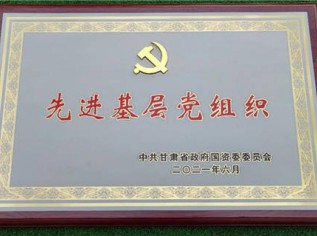 先进基层党组织
中共甘肃省政府国资委委员会
二〇二一年六月